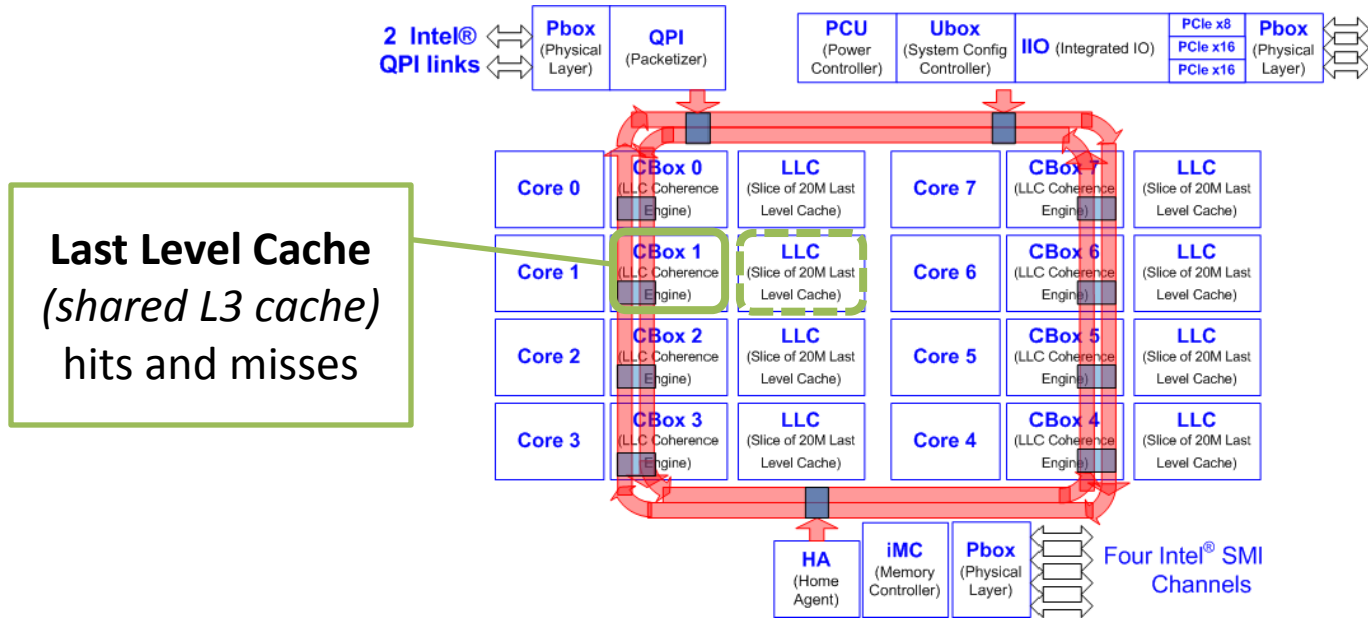 2 Intel®
QPI links
Pbox
(Physical
Layer)
QPI
(Packetizer)
PCU
(Power
Controller)
Ubox
(System Config
Controller)
IIO (Integrated IO)
PCIe x8
PCIe x16
PCIe x16
Pbox
(Physical
Layer)
Last Level Cache
(shared L3 cache)
hits and misses
Core 0
CBox 0
(LLC Coherence
Engine)
LLC
(Slice of 20M Last
Level Cache)
Core 7
CBox 7
(LLC Coherence
Engine)
LLC
(Slice of 20M Last
Level Cache)
Core 1
CBox 1
(LLC Coherence
Engine)
LLC
(Slice of 20M Last
Level Cache)
Core 6
CBox 6
(LLC Coherence
Engine)
LLC
(Slice of 20M Last
Level Cache)
Core 2
CBox 2
(LLC Coherence
Engine)
LLC
(Slice of 20M Last
Level Cache)
Core 5
CBox 5
(LLC Coherence
Engine)
LLC
(Slice of 20M Last
Level Cache)
Core 3
CBox 3
(LLC Coherence
Engine)
LLC
(Slice of 20M Last
Level Cache)
Core 4
CBox 4
(LLC Coherence
Engine)
LLC
(Slice of 20M Last
Level Cache)
HA
(Home
Agent)
iMC
(Memory
Controller)
Pbox
(Physical
Layer)
Four Intel® SMI
Channels